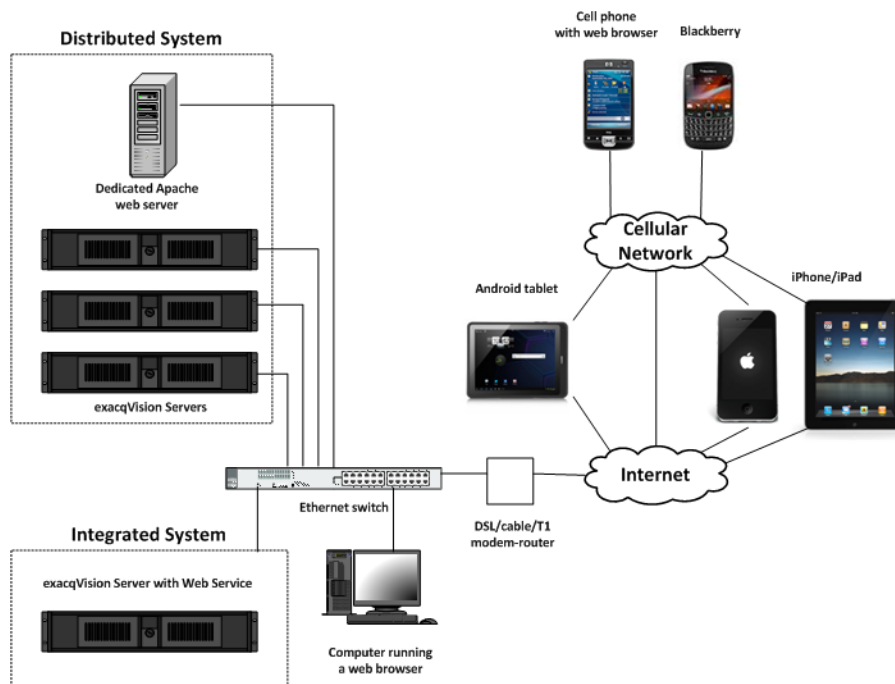 Distributed System
Dedicated Apache
web server
exacqVision Servers
Cell phone
with web browser
Blackberry
Cellular
Network
Android tablet
iPhone/iPad
Internet
Ethernet switch
DSL/cable/T1
modem-router
Integrated System
exacqVision Server with Web Service
Computer running
a web browser